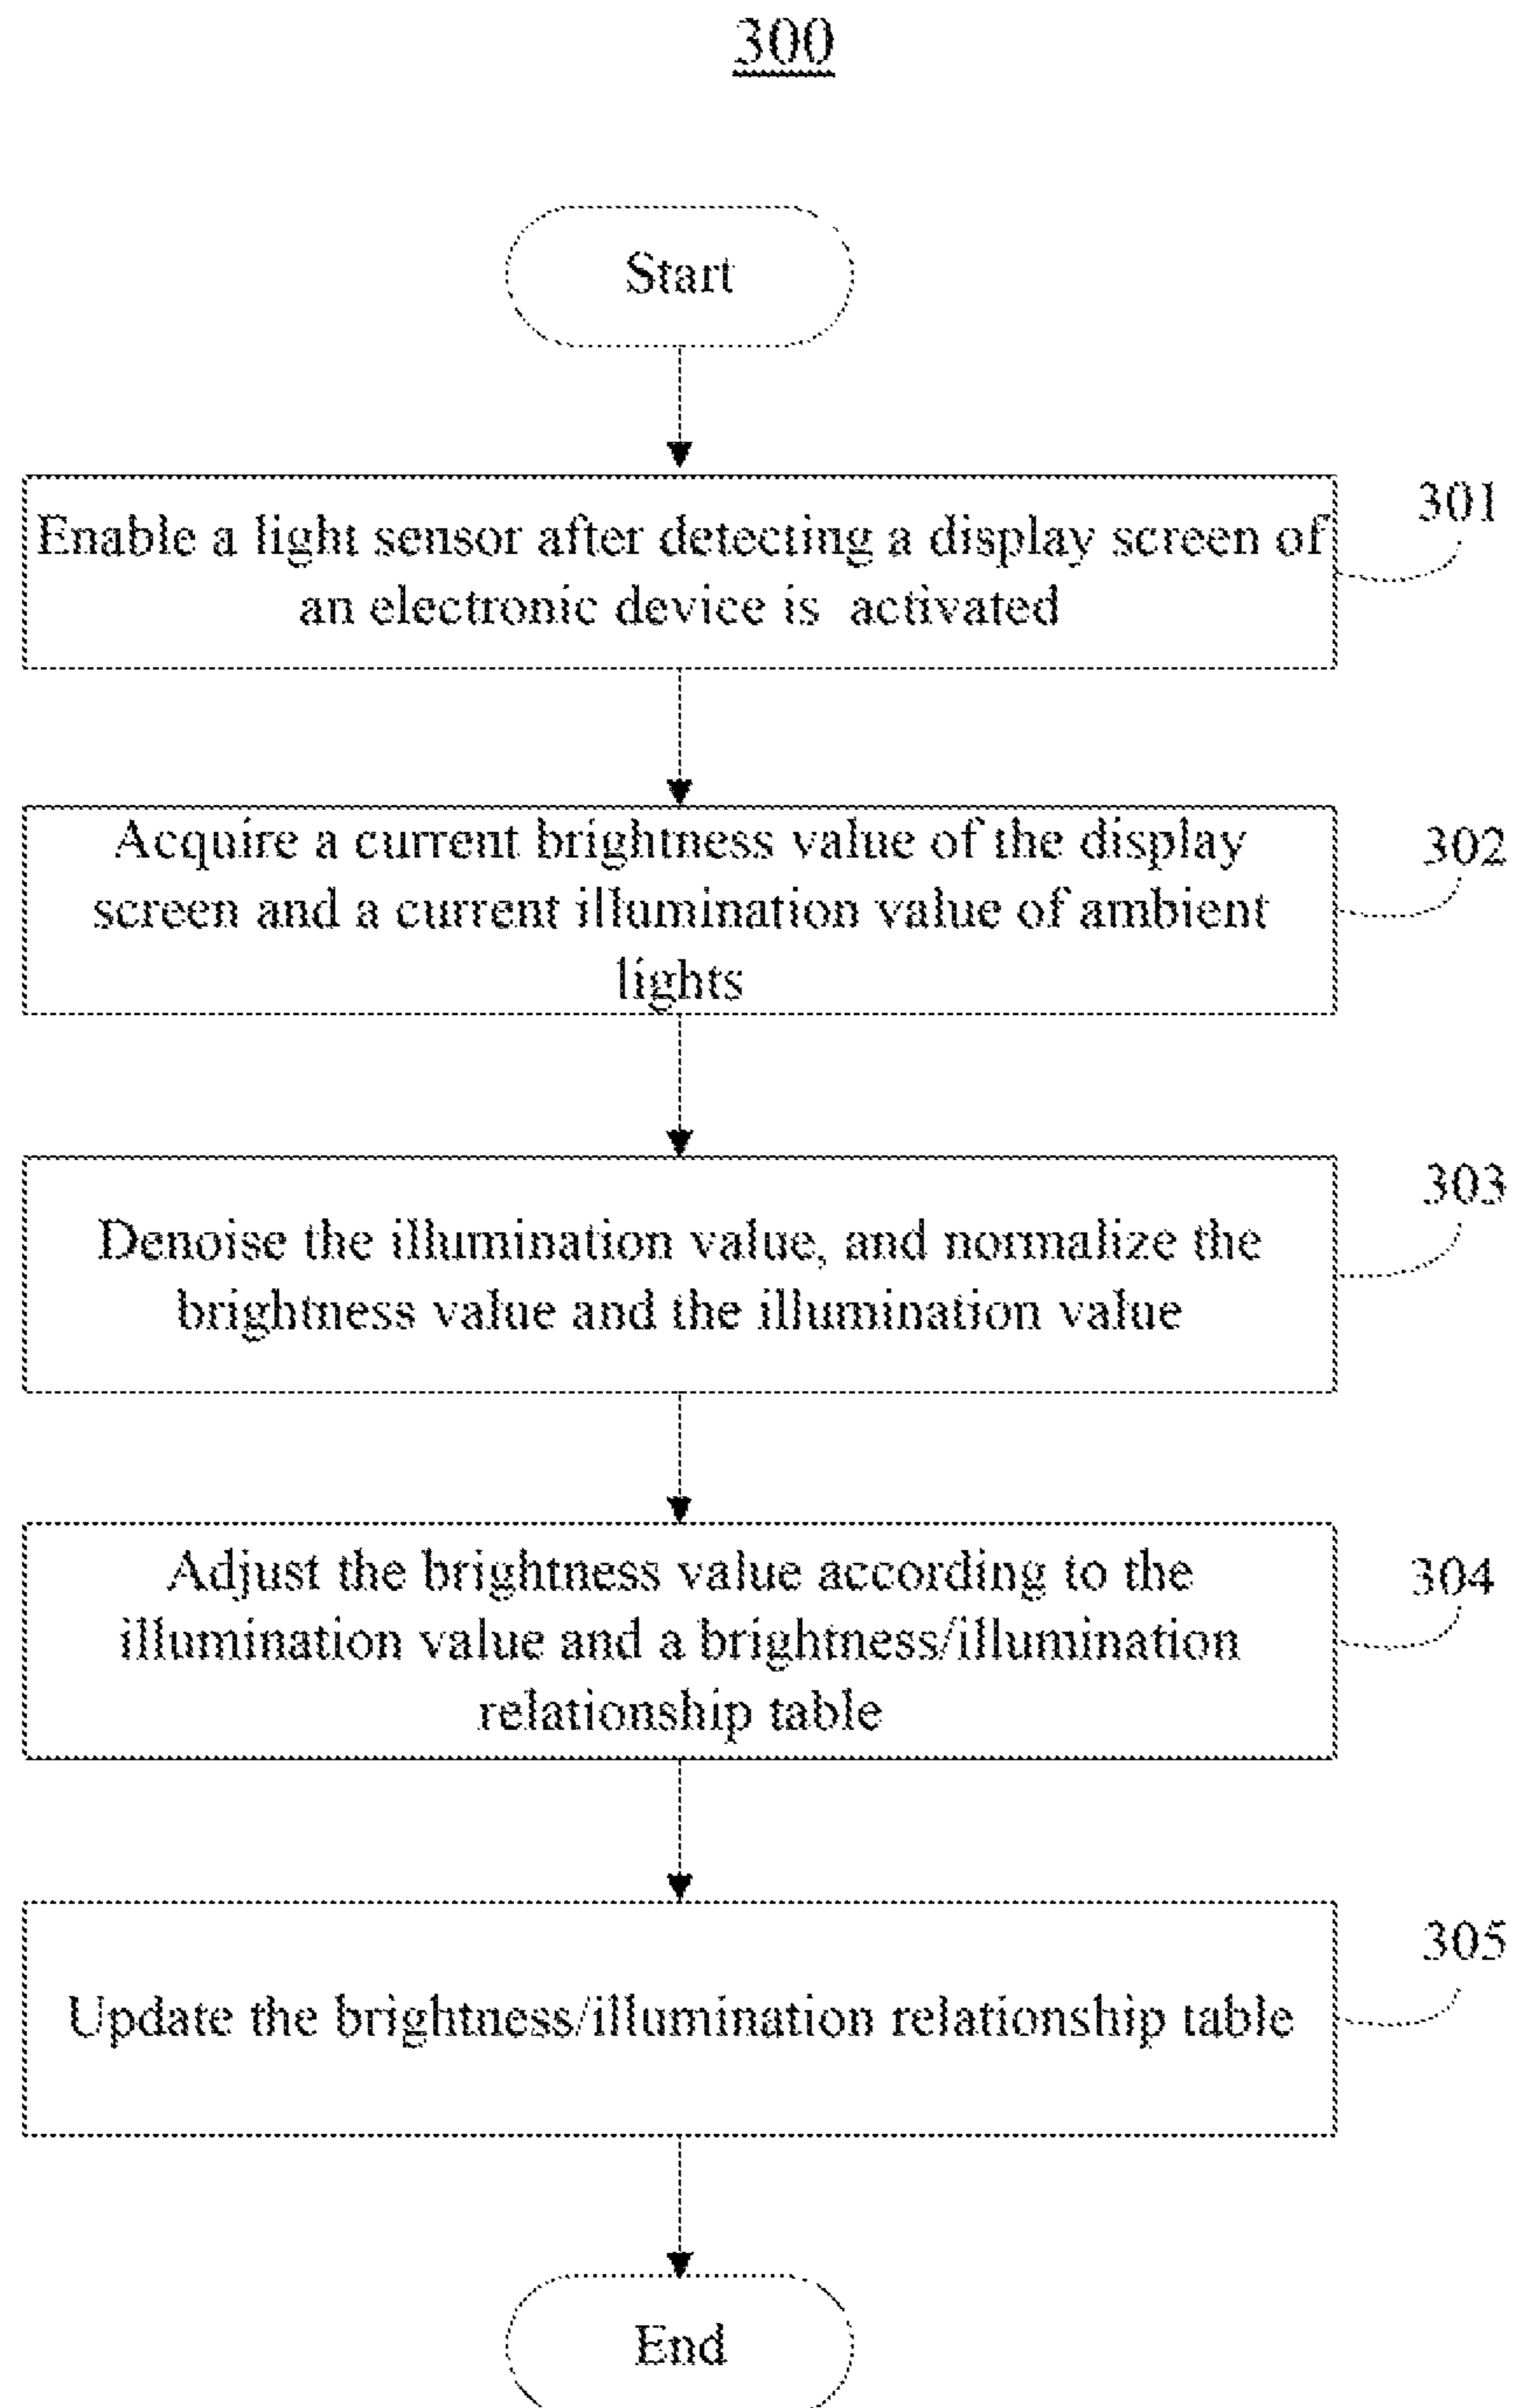 300
Start
Enable a light sensor after detecting a display screen of
an electronic device is activated
301
Acquire a current brightness value of the display
screen and a current illumination value of ambient
lights
302
Denoise the illumination value, and normalize the
brightness value and the illumination value
303
Adjust the brightness value according to the
illumination value and a brightness/illumination
relationship table
304
Update the brightness/illumination relationship table
305
End